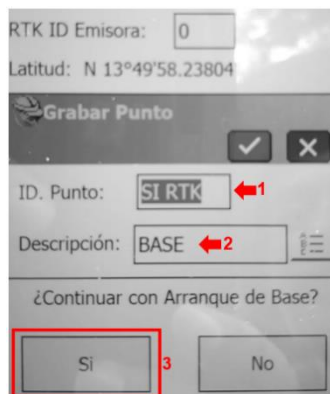 RTK ID Emisora: 0
Latitud: N 13°49'58.23804
Grabar Punto
ID. Punto: SI RTK 1
Descripción: BASE 2
¿Continuar con Arranque de Base?
Si 3 No